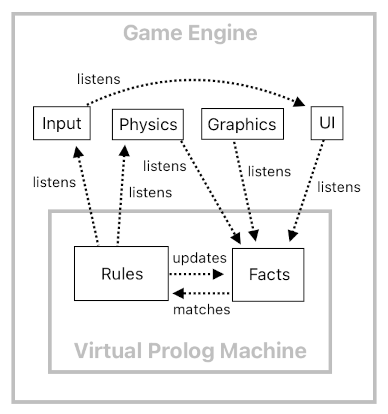 Game Engine
listens
Input
Physics
Graphics
UI
listens
listens
listens
listens
listens
Rules
updates
Facts
matches
Virtual Prolog Machine